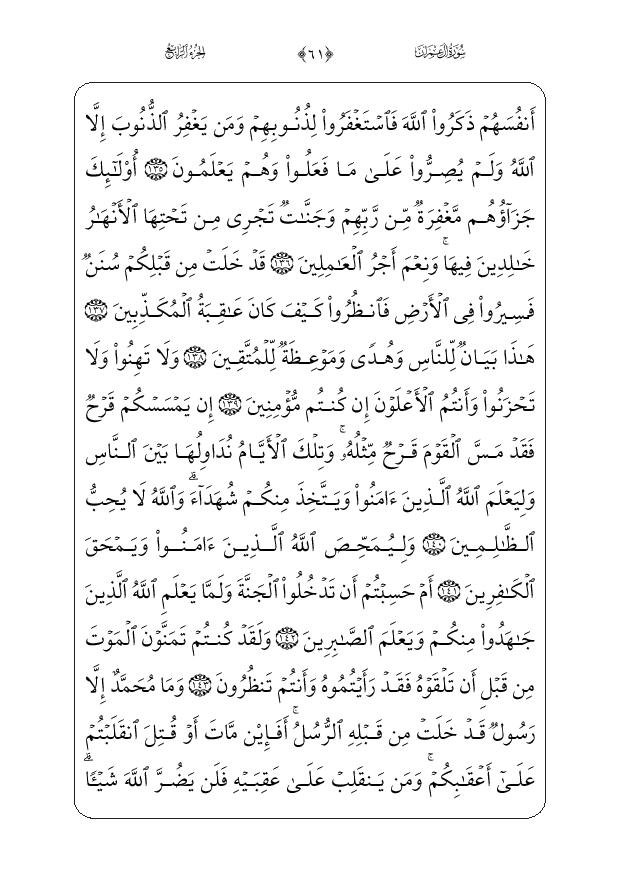 سُورَةُ آلِ عِمْرَانَ ﴿٦١﴾ الجُزْءُ الرَّابِعُ
أَنفُسَهُمْ ذَكَرُواْ ٱللَّهَ فَٱسْتَغْفَرُواْ لِذُنُوبِهِمْ وَمَن يَغْفِرُ ٱلذُّنُوبَ إِلَّا
ٱللَّهُ وَلَمْ يُصِرُّواْ عَلَىٰ مَا فَعَلُواْ وَهُمْ يَعْلَمُونَ ١٣٥ أُوْلَٰٓئِكَ
جَزَآؤُهُم مَّغْفِرَةٌ مِّن رَّبِّهِمْ وَجَنَّٰتٌ تَجْرِى مِن تَحْتِهَا ٱلْأَنْهَٰرُ
خَٰلِدِينَ فِيهَا ۚ وَنِعْمَ أَجْرُ ٱلْعَٰمِلِينَ ١٣٦ قَدْ خَلَتْ مِن قَبْلِكُمْ سُنَنٌ
فَسِيرُواْ فِى ٱلْأَرْضِ فَٱنظُرُواْ كَيْفَ كَانَ عَٰقِبَةُ ٱلْمُكَذِّبِينَ ١٣٧
هَٰذَا بَيَانٌ لِّلنَّاسِ وَهُدًى وَمَوْعِظَةٌ لِّلْمُتَّقِينَ ١٣٨ وَلَا تَهِنُواْ وَلَا
تَحْزَنُواْ وَأَنتُمُ ٱلْأَعْلَوْنَ إِن كُنتُم مُّؤْمِنِينَ ١٣٩ إِن يَمْسَسْكُمْ قَرْحٌ
فَقَدْ مَسَّ ٱلْقَوْمَ قَرْحٌ مِّثْلُهُۥ ۚ وَتِلْكَ ٱلْأَيَّامُ نُدَاوِلُهَا بَيْنَ ٱلنَّاسِ
وَلِيَعْلَمَ ٱللَّهُ ٱلَّذِينَ ءَامَنُواْ وَيَتَّخِذَ مِنكُمْ شُهَدَآءَ ۗ وَٱللَّهُ لَا يُحِبُّ
ٱلظَّٰلِمِينَ ١٤٠ وَلِيُمَحِّصَ ٱللَّهُ ٱلَّذِينَ ءَامَنُواْ وَيَمْحَقَ
ٱلْكَٰفِرِينَ ١٤١ أَمْ حَسِبْتُمْ أَن تَدْخُلُواْ ٱلْجَنَّةَ وَلَمَّا يَعْلَمِ ٱللَّهُ ٱلَّذِينَ
جَٰهَدُواْ مِنكُمْ وَيَعْلَمَ ٱلصَّٰبِرِينَ ١٤٢ وَلَقَدْ كُنتُمْ تَمَنَّوْنَ ٱلْمَوْتَ
مِن قَبْلِ أَن تَلْقَوْهُ فَقَدْ رَأَيْتُمُوهُ وَأَنتُمْ تَنظُرُونَ ١٤٣ وَمَا مُحَمَّدٌ إِلَّا
رَسُولٌ قَدْ خَلَتْ مِن قَبْلِهِ ٱلرُّسُلُ ۚ أَفَإِيْن مَّاتَ أَوْ قُتِلَ ٱنقَلَبْتُمْ
عَلَىٰٓ أَعْقَٰبِكُمْ ۚ وَمَن يَنقَلِبْ عَلَىٰ عَقِبَيْهِ فَلَن يَضُرَّ ٱللَّهَ شَيْـًٔا ۗ